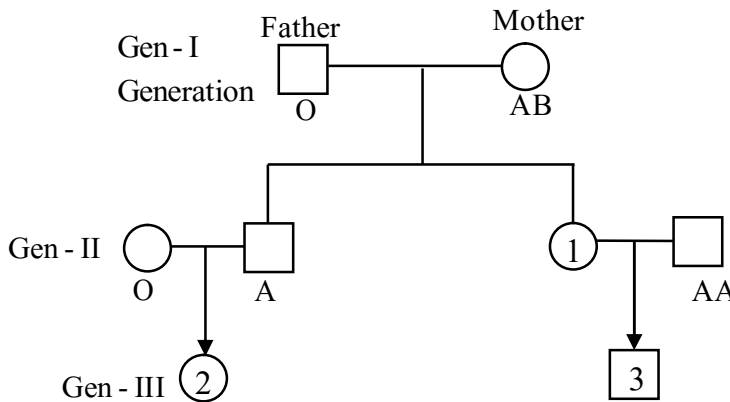 Gen - I
Generation
Father
Mother
O
AB
Gen - II
O
A
1
AA
Gen - III
2
3